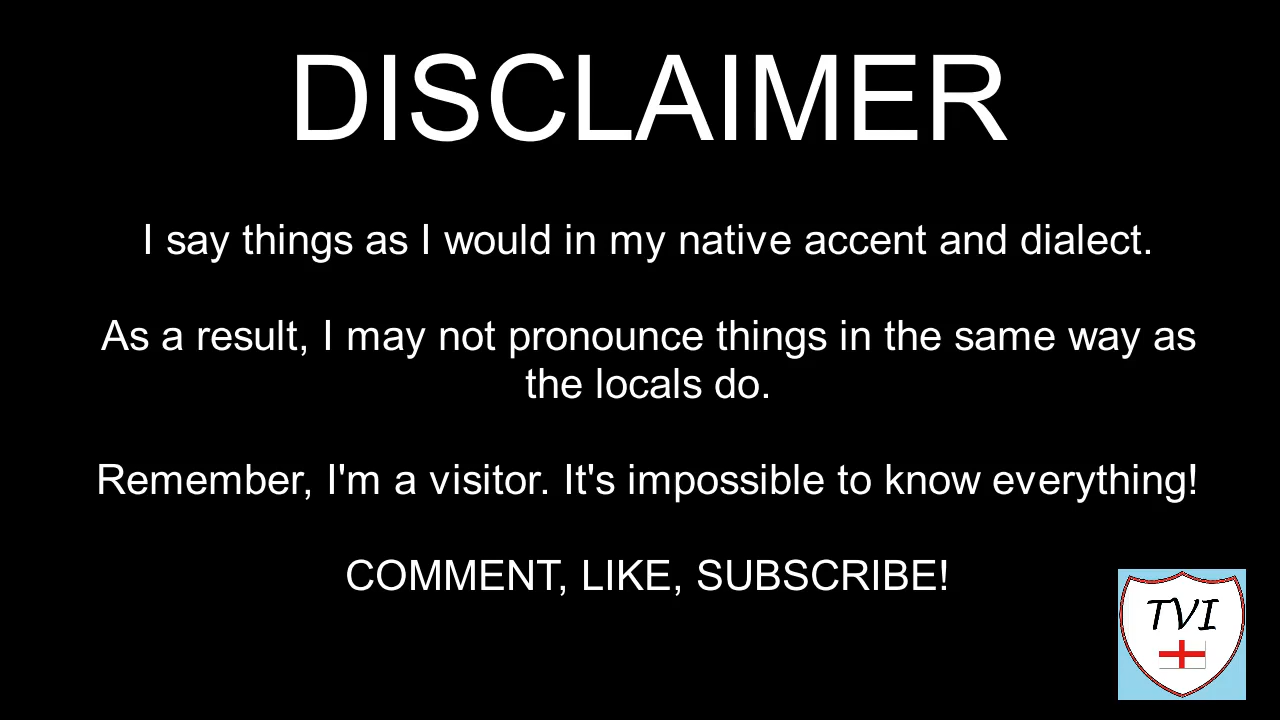 DISCLAIMER
I say things as I would in my native accent and dialect.
As a result, I may not pronounce things in the same way as
the locals do.
Remember, I'm a visitor. It's impossible to know everything!
COMMENT, LIKE, SUBSCRIBE!
TVI